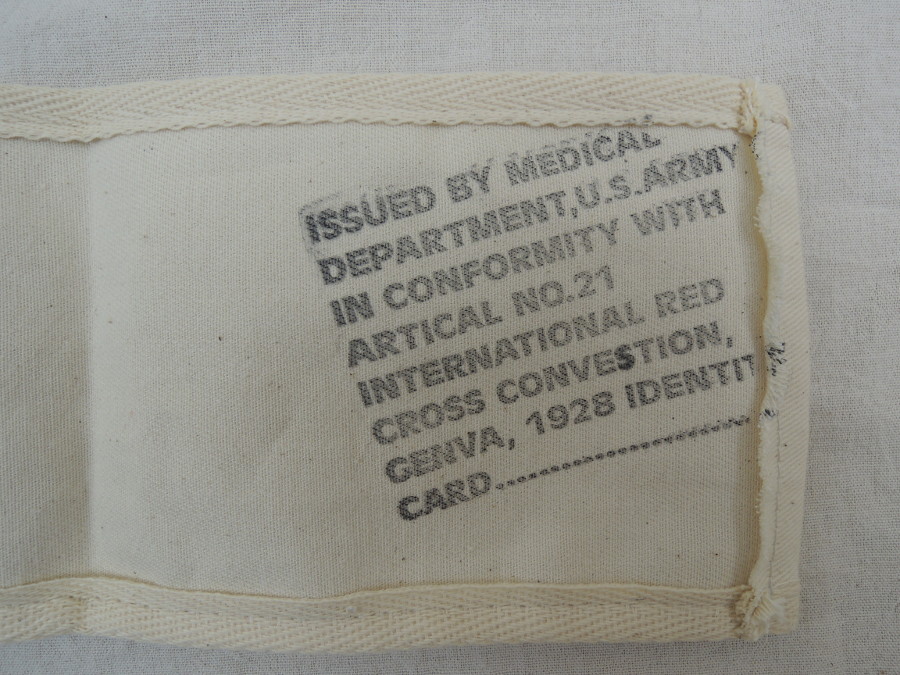 ISSUED BY MEDICAL
DEPARTMENT,U.S.ARMY
IN CONFORMITY WITH
ARTICAL NO.21
INTERNATIONAL RED
CROSS CONVESTION,
GENVA, 1928 IDENTIT
CARD........................